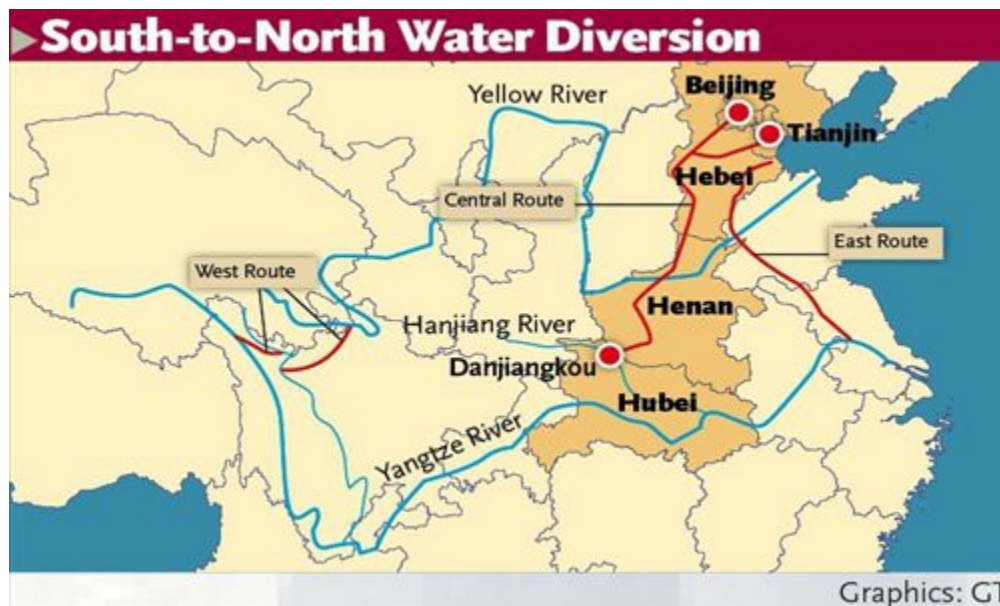 South-to-North Water Diversion
Beijing
Yellow River
Tianjin
Hebei
Central Route
East Route
West Route
Henan
Hanjiang River
Danjiangkou
Hubei
Yangtze River
Graphics: GT